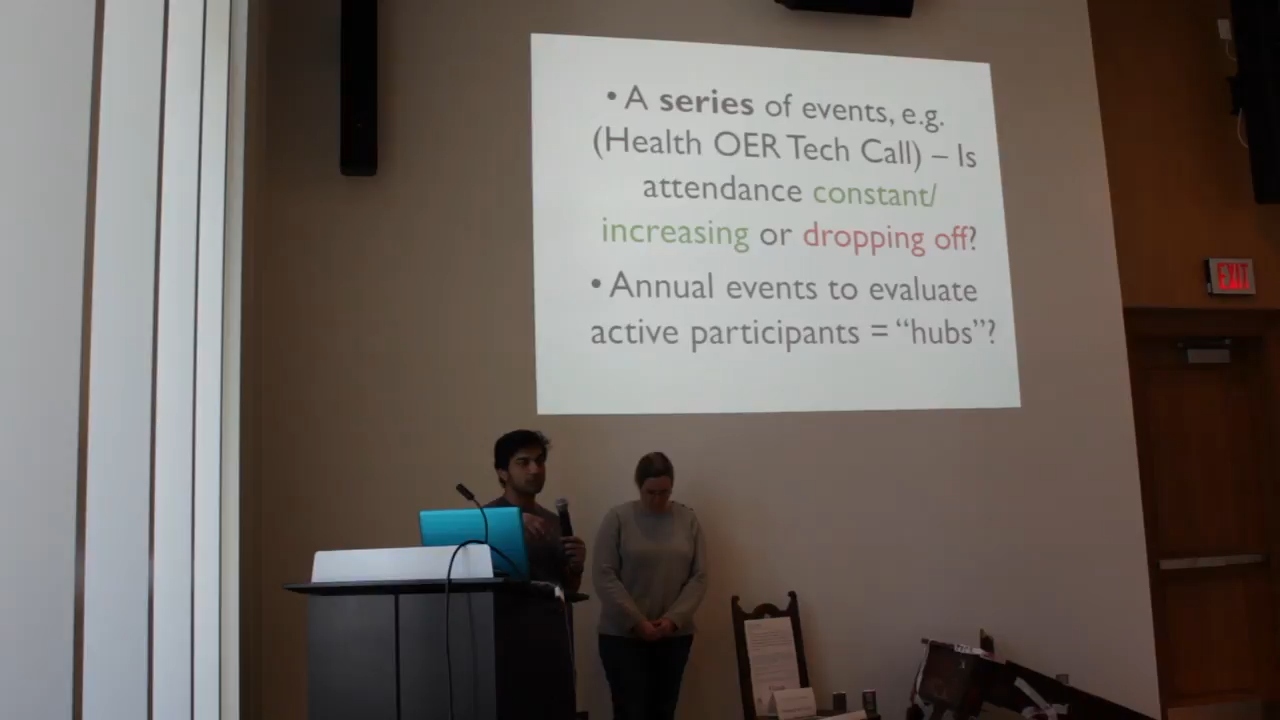 • A series of events, e.g.
(Health OER Tech Call) – Is
attendance constant/
increasing or dropping off?
• Annual events to evaluate
active participants = “hubs”?
EXIT